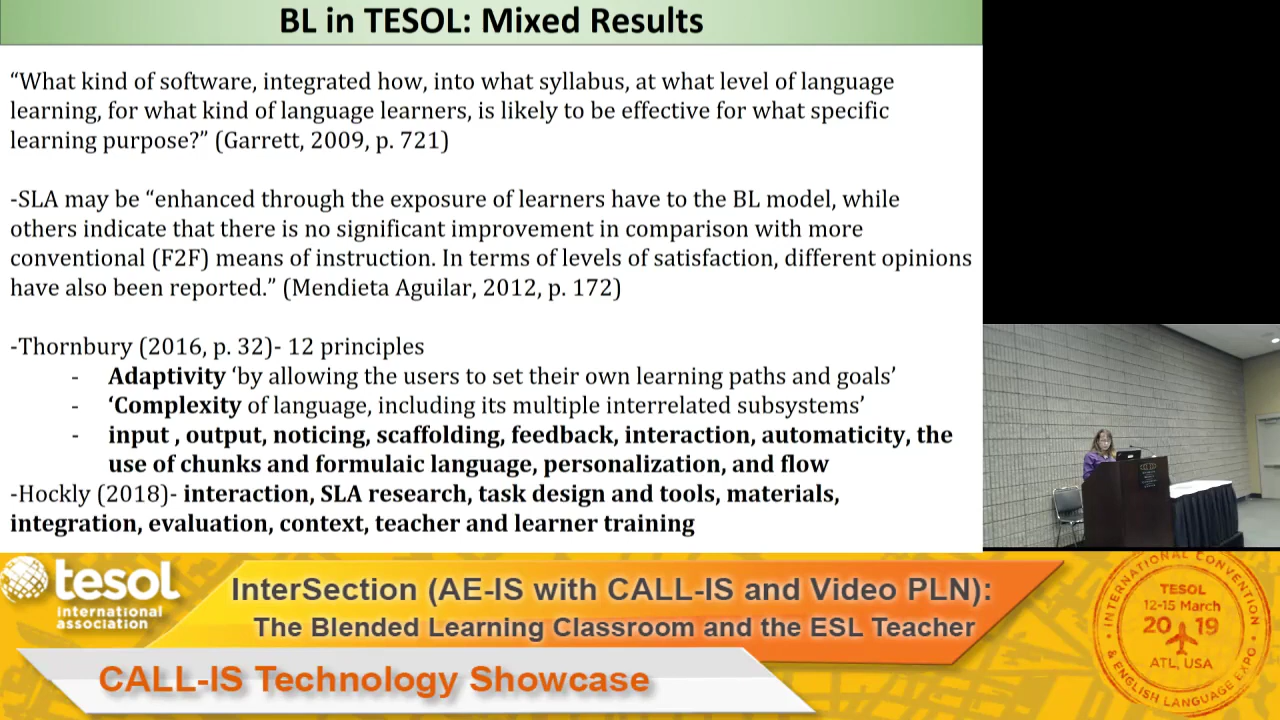 BL in TESOL: Mixed Results
“What kind of software, integrated how, into what syllabus, at what level of language
learning, for what kind of language learners, is likely to be effective for what specific
learning purpose?” (Garrett, 2009, p. 721)
-SLA may be “enhanced through the exposure of learners have to the BL model, while
others indicate that there is no significant improvement in comparison with more
conventional (F2F) means of instruction. In terms of levels of satisfaction, different opinions
have also been reported.” (Mendieta Aguilar, 2012, p. 172)
-Thornbury (2016, p. 32)- 12 principles
- Adaptivity ‘by allowing the users to set their own learning paths and goals’
- ‘Complexity of language, including its multiple interrelated subsystems’
- input , output, noticing, scaffolding, feedback, interaction, automaticity, the
use of chunks and formulaic language, personalization, and flow
-Hockly (2018)- interaction, SLA research, task design and tools, materials,
integration, evaluation, context, teacher and learner training
tesol
international
association
InterSection (AE-IS with CALL-IS and Video PLN):
The Blended Learning Classroom and the ESL Teacher
CALL-IS Technology Showcase
INTERNATIONAL CONVENTION
TESOL
12-15 March
20 19
ATL, USA
& ENGLISH LANGUAGE EXPO